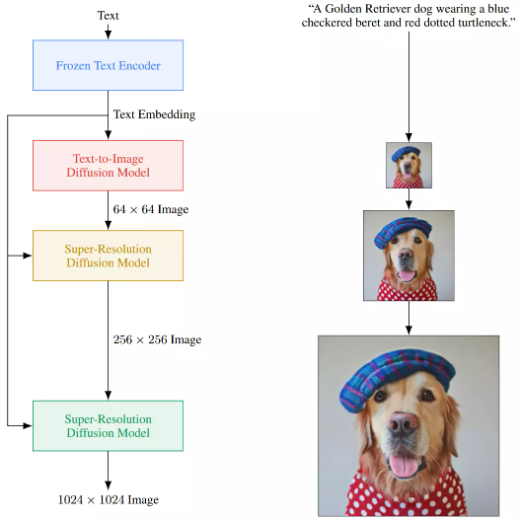 Text
Frozen Text Encoder
Text Embedding
Text-to-Image
Diffusion Model
64 × 64 Image
Super-Resolution
Diffusion Model
256 × 256 Image
Super-Resolution
Diffusion Model
1024 × 1024 Image
“A Golden Retriever dog wearing a blue
checkered beret and red dotted turtleneck.”